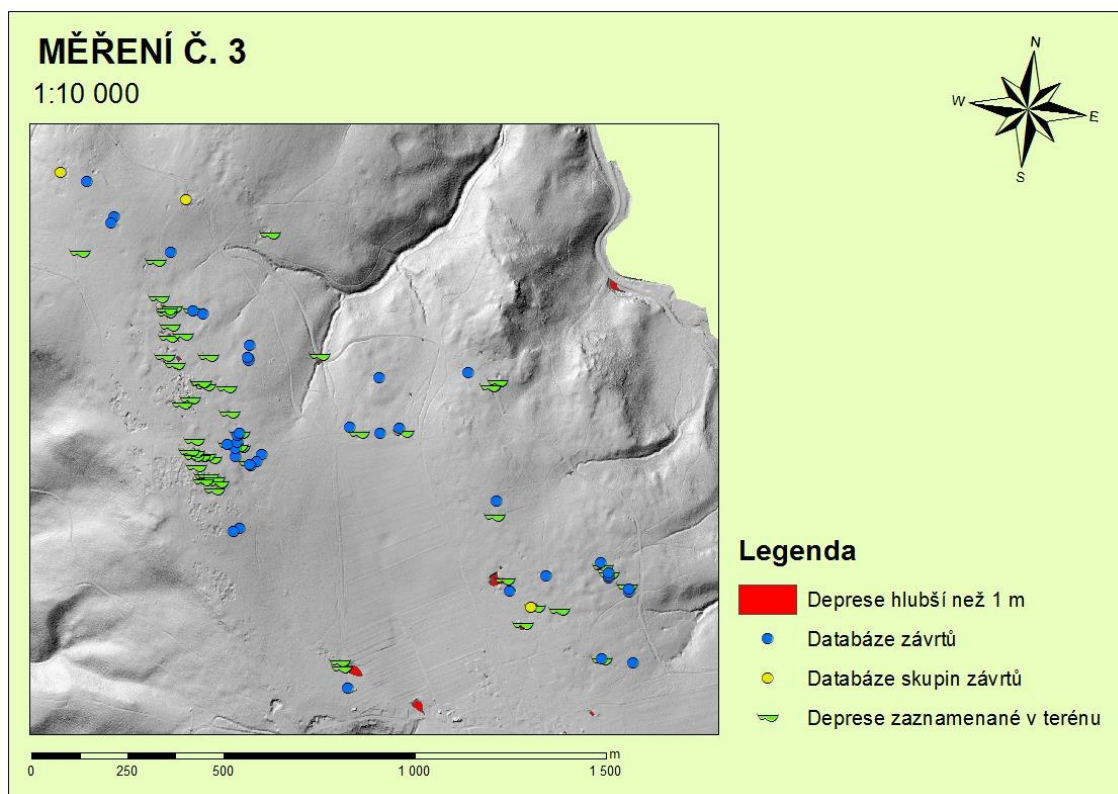 MĚŘENÍ Č. 3
1:10 000
N
W
E
S
Legenda
Deprese hlubší než 1 m
Databáze závrtů
Databáze skupin závrtů
Deprese zaznamenané v terénu
m
0 250 500 1 000 1 500